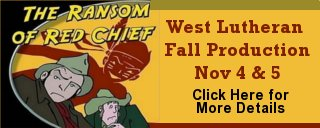 THE RANSOM
OF RED CHIEF
West Lutheran
Fall Production
Nov 4 & 5
Click Here for
More Details